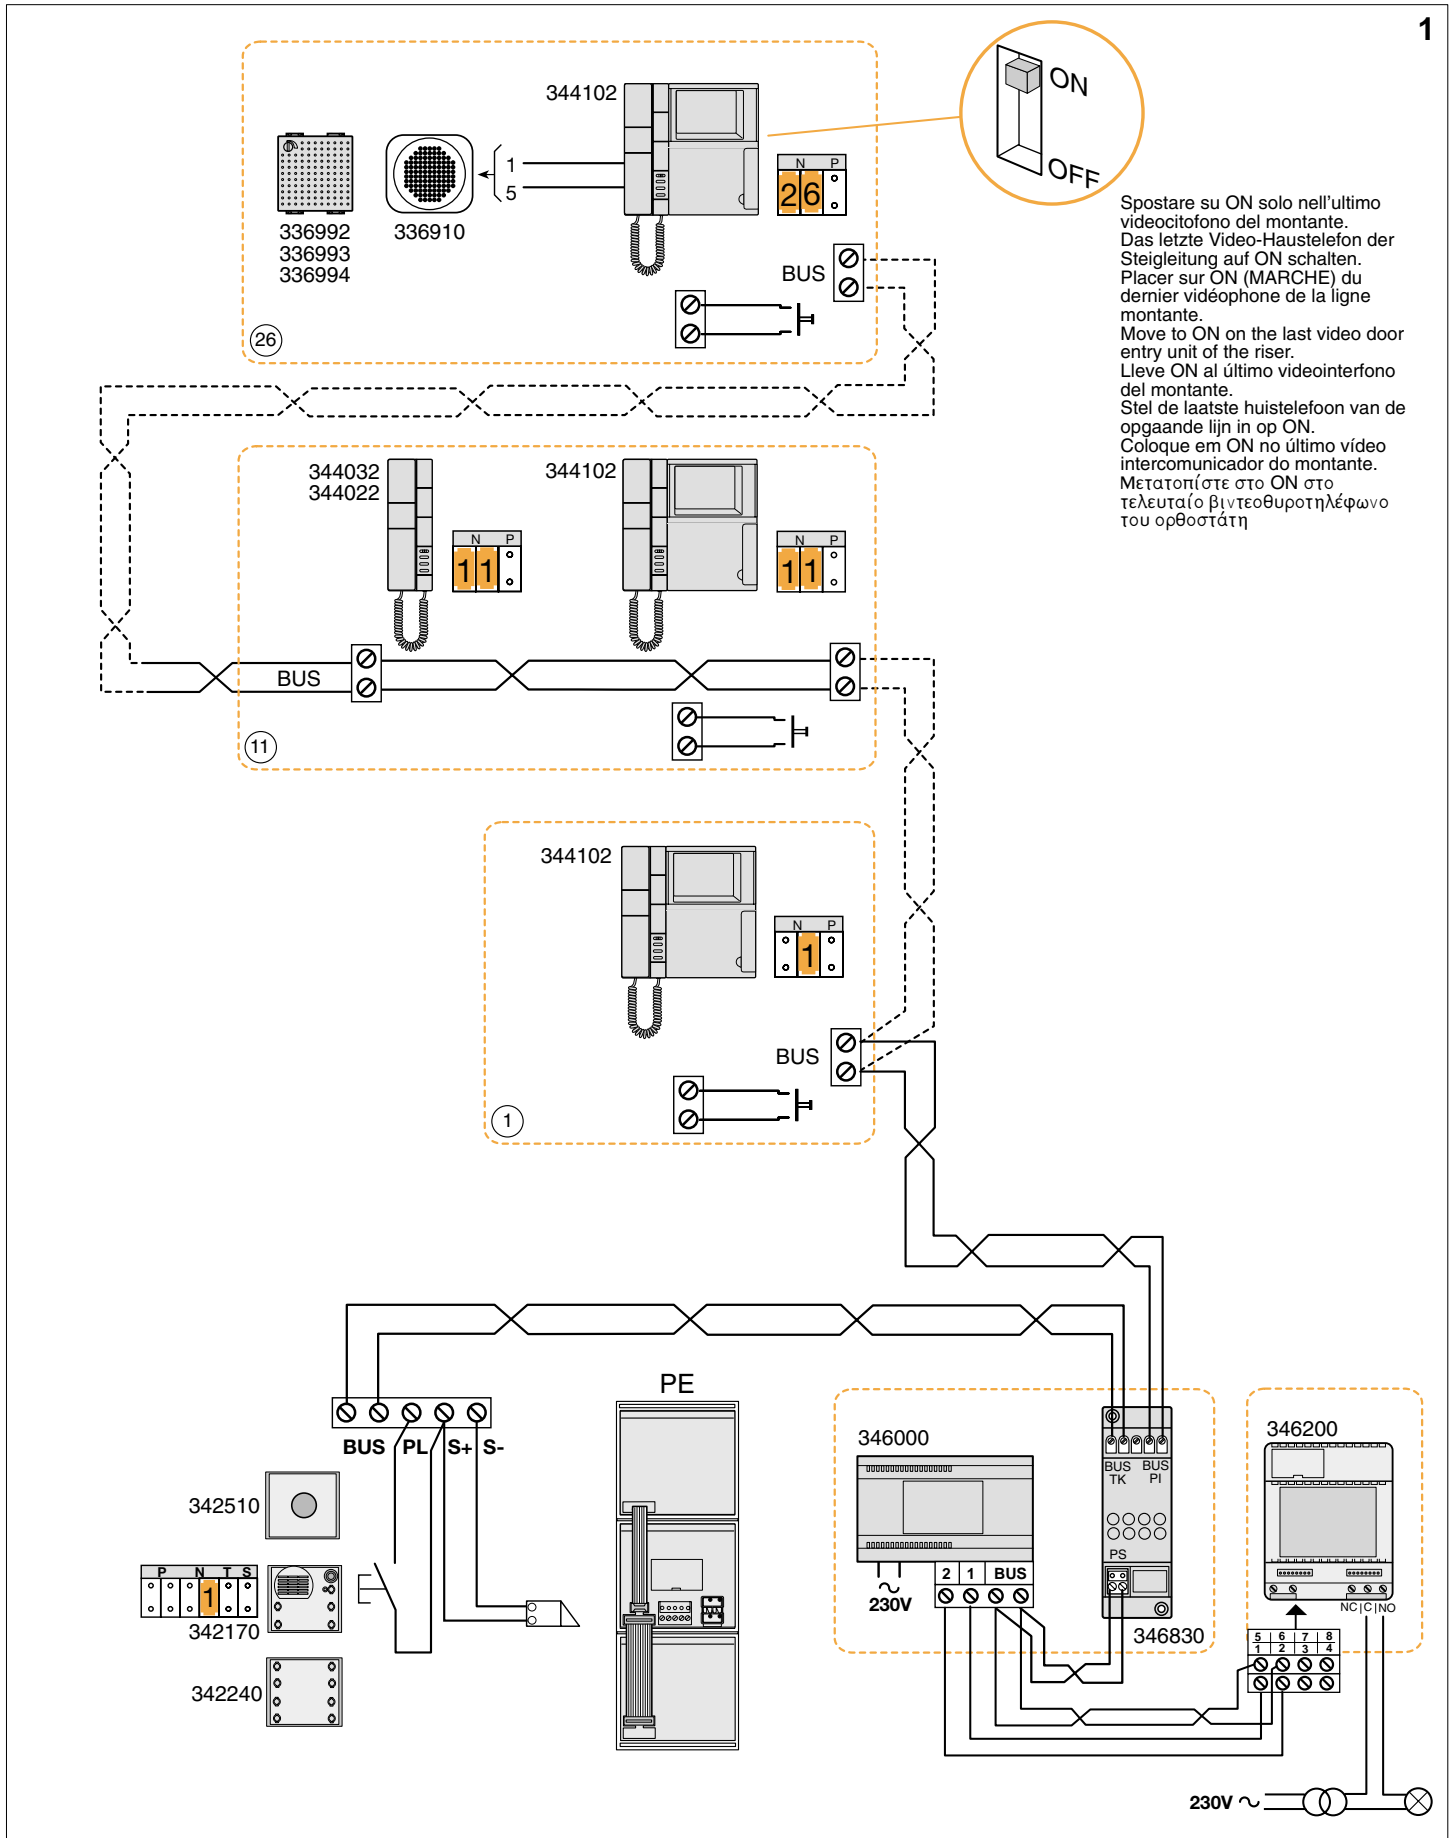 1
344102
ON
OFF
1
5
N P
2 6
336992
336993
336994
336910
BUS
26
Spostare su ON solo nell'ultimo
videocitofono del montante.
Das letzte Video-Haustelefon der
Steigleitung auf ON schalten.
Placer sur ON (MARCHE) du
dernier vidéophone de la ligne
montante.
Move to ON on the last video door
entry unit of the riser.
Lleve ON al último videointerfono
del montante.
Stel de laatste huistelefoon van de
opgaande lijn in op ON.
Coloque em ON no último vídeo
intercomunicador do montante.
Μετατοπίστε στο ON στο
τελευταίο βιντεοθυροτηλέφωνο
του ορθοστάτη
344032
344022
344102
N P
1 1
N P
1 1
BUS
11
344102
N P
1
BUS
1
PE
BUS PL S+ S-
342510
P N T S
1
342170
342240
346000
2 1 BUS
230V
BUS TK
BUS PI
PS
346830
346200
NC C NO
5 6 7 8
1 2 3 4
230V